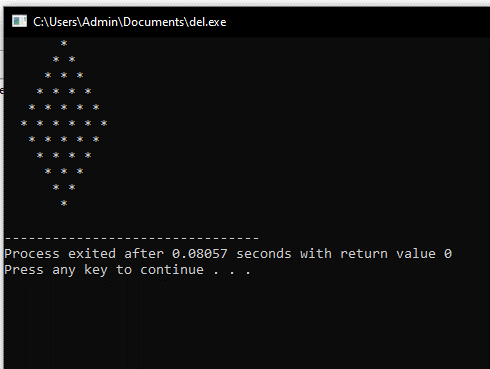 C:\Users\Admin\Documents\del.exe
       *
      * *
     * * *
    * * * *
   * * * * *
  * * * * * *
   * * * * *
    * * * *
     * * *
      * *
       *
--------------------------------
Process exited after 0.08057 seconds with return value 0
Press any key to continue . . .